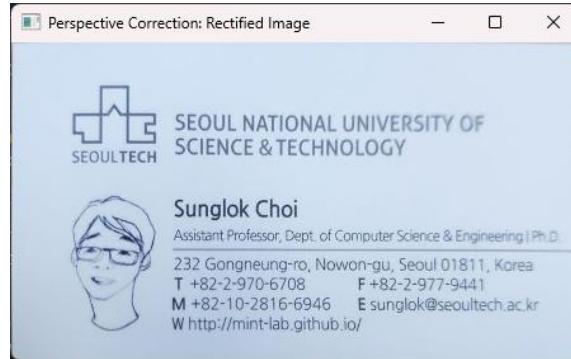 Perspective Correction: Rectified Image
SEOULTECH
SEOUL NATIONAL UNIVERSITY OF
SCIENCE & TECHNOLOGY
Sunglok Choi
Assistant Professor, Dept. of Computer Science & Engineering | Ph.D.
232 Gongneung-ro, Nowon-gu, Seoul 01811, Korea
T +82-2-970-6708 F +82-2-977-9441
M +82-10-2816-6946 E sunglok@seoultech.ac.kr
W http://mint-lab.github.io/